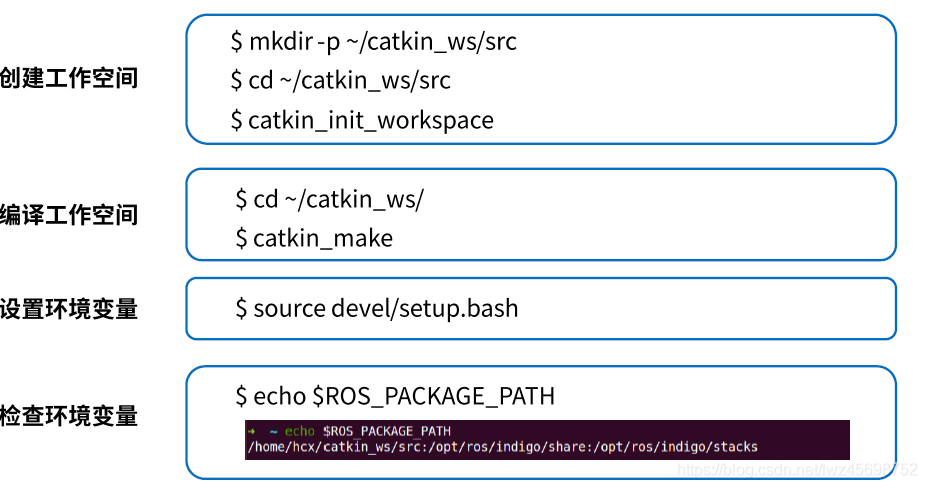 创建工作空间
$ mkdir -p ~/catkin_ws/src
$ cd ~/catkin_ws/src
$ catkin_init_workspace
编译工作空间
$ cd ~/catkin_ws/
$ catkin_make
设置环境变量
$ source devel/setup.bash
检查环境变量
$ echo $ROS_PACKAGE_PATH
➜ ~ echo $ROS_PACKAGE_PATH
/home/hcx/catkin_ws/src:/opt/ros/indigo/share:/opt/ros/indigo/stacks
https://blog.csdn.net/lwz45698752